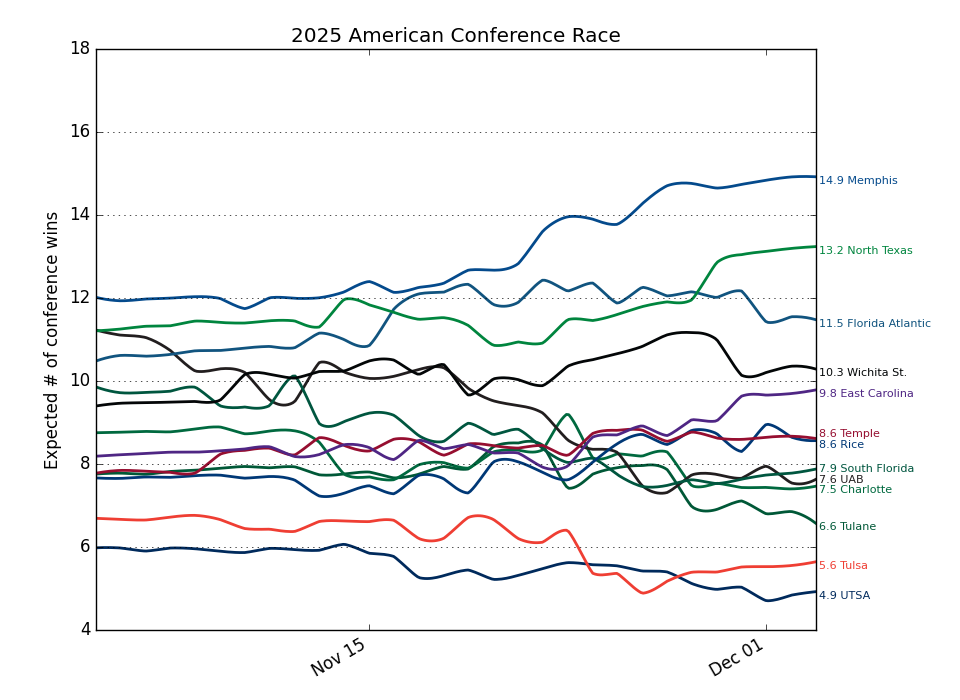 2025 American Conference Race
Expected # of conference wins
18
16
14
12
10
8
6
4
14.9 Memphis
13.2 North Texas
11.5 Florida Atlantic
10.3 Wichita St.
9.8 East Carolina
8.6 Temple
8.6 Rice
7.9 South Florida
7.6 UAB
7.5 Charlotte
6.6 Tulane
5.6 Tulsa
4.9 UTSA
Nov 15
Dec 01